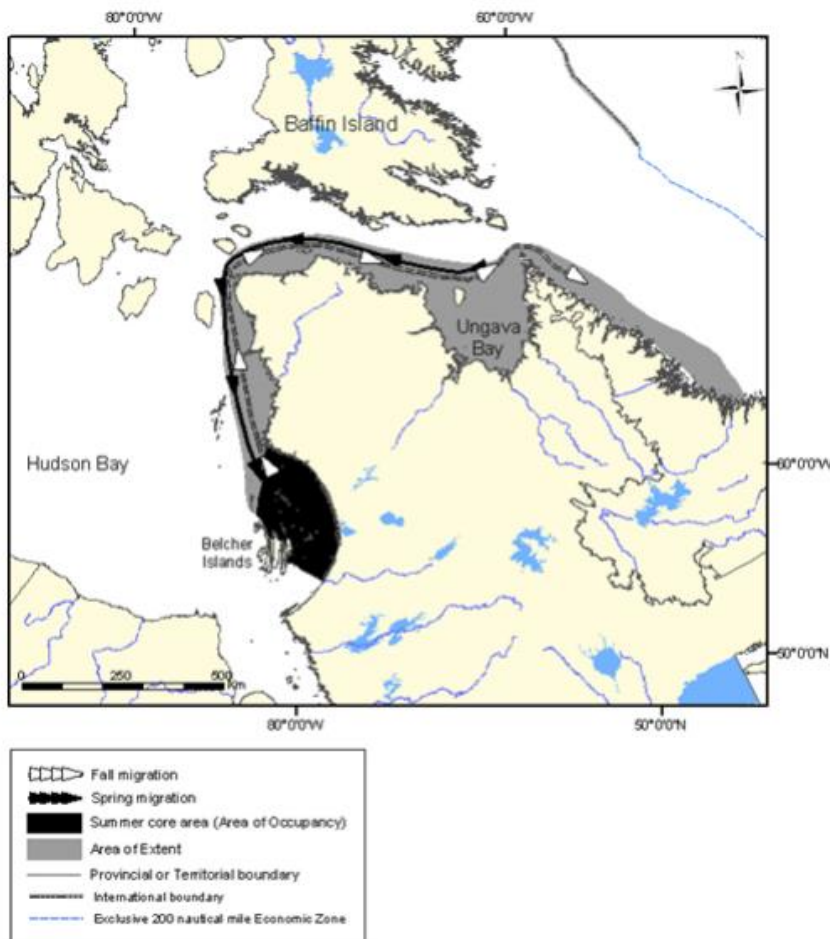 80°0'0"W
60°0'0"W
N
Baffin Island
Ungava
Bay
Hudson Bay
60°0'0"W
Belcher
Islands
50°0'0"N
0 250 500
Km
80°0'0"W
50°0'0"N
Fall migration
Spring migration
Summer core area (Area of Occupancy)
Area of Extent
Provincial or Territorial boundary
International boundary
Exclusive 200 nautical mile Economic Zone